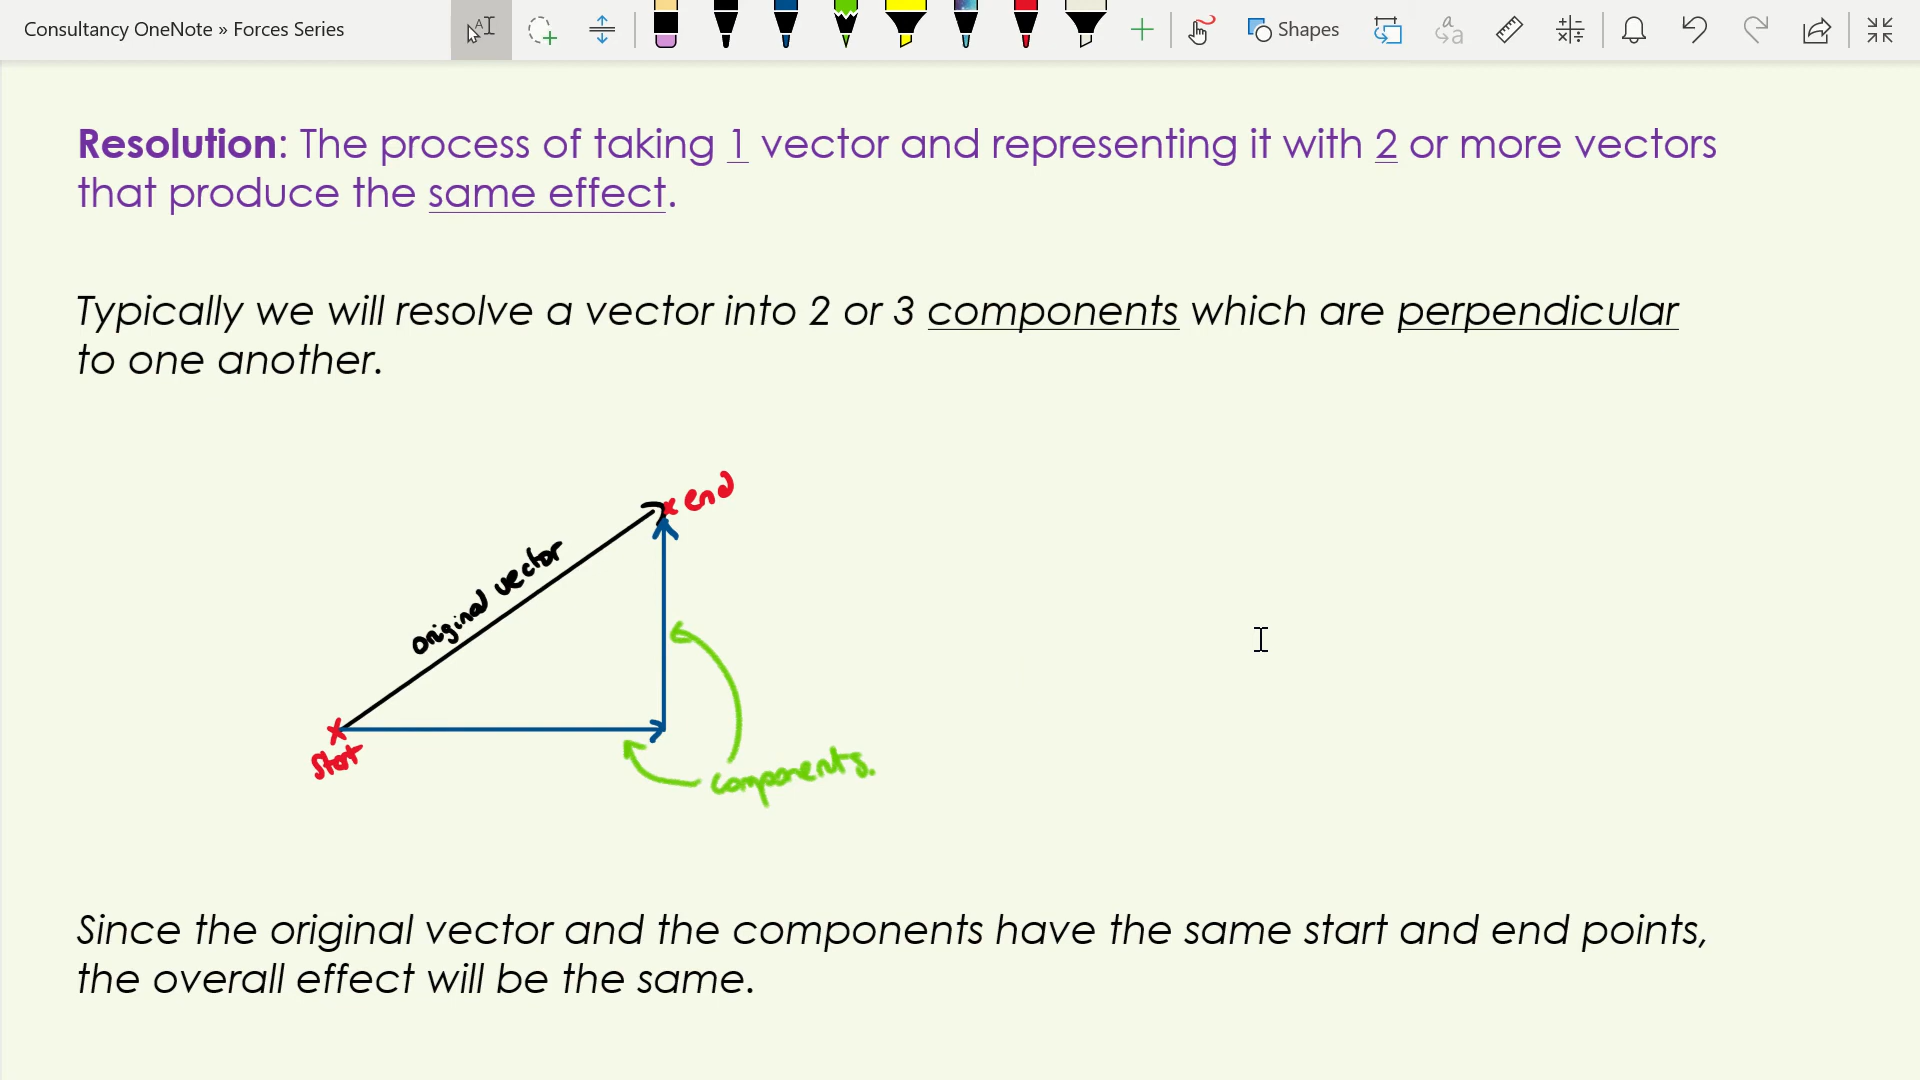 Consultancy OneNote » Forces Series
Shapes
Resolution: The process of taking 1 vector and representing it with 2 or more vectors
that produce the same effect.
Typically we will resolve a vector into 2 or 3 components which are perpendicular
to one another.
end
original vector
start
components.
Since the original vector and the components have the same start and end points,
the overall effect will be the same.